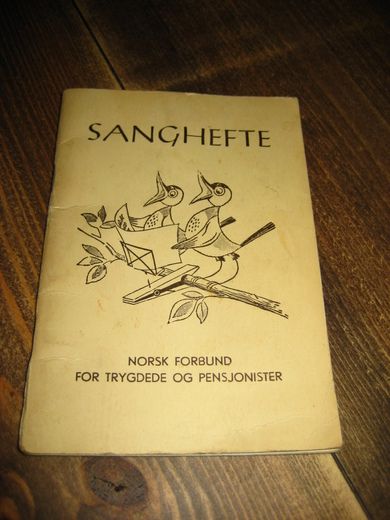 SANGHEFTE
NORSK FORBUND
FOR TRYGDEDE OG PENSJONISTER